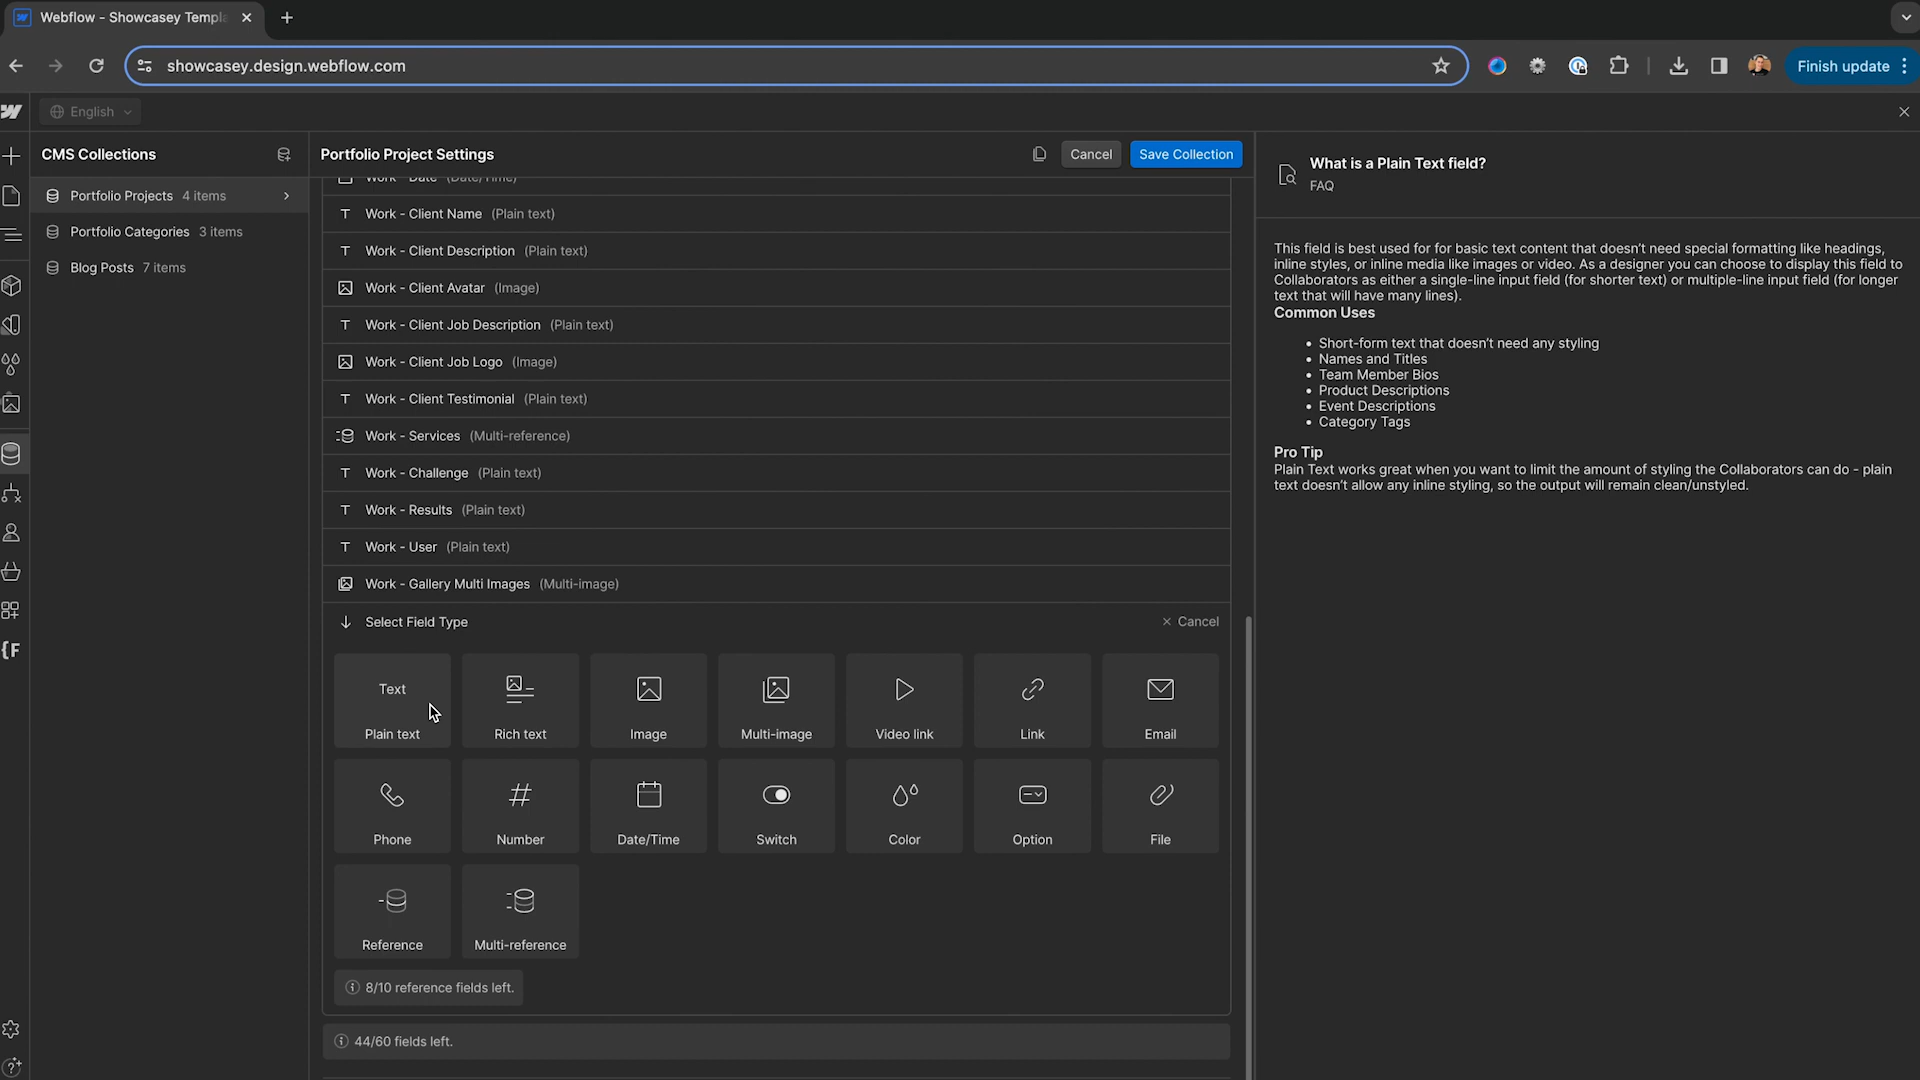 Webflow - Showcasey Templa
showcasey.design.webflow.com
Finish update
English
CMS Collections
Portfolio Projects 4 items
Portfolio Categories 3 items
Blog Posts 7 items
Portfolio Project Settings
Cancel
Save Collection
Work - Date (Date/Time)
Work - Client Name (Plain text)
Work - Client Description (Plain text)
Work - Client Avatar (Image)
Work - Client Job Description (Plain text)
Work - Client Job Logo (Image)
Work - Client Testimonial (Plain text)
Work - Services (Multi-reference)
Work - Challenge (Plain text)
Work - Results (Plain text)
Work - User (Plain text)
Work - Gallery Multi Images (Multi-image)
Select Field Type
Cancel
Text
Plain text
Rich text
Image
Multi-image
Video link
Link
Email
Phone
Number
Date/Time
Switch
Color
Option
File
Reference
Multi-reference
8/10 reference fields left.
44/60 fields left.
What is a Plain Text field?
FAQ
This field is best used for for basic text content that doesn't need special formatting like headings,
inline styles, or inline media like images or video. As a designer you can choose to display this field to
Collaborators as either a single-line input field (for shorter text) or multiple-line input field (for longer
text that will have many lines).
Common Uses
• Short-form text that doesn't need any styling
• Names and Titles
• Team Member Bios
• Product Descriptions
• Event Descriptions
• Category Tags
Pro Tip
Plain Text works great when you want to limit the amount of styling the Collaborators can do - plain
text doesn't allow any inline styling, so the output will remain clean/unstyled.